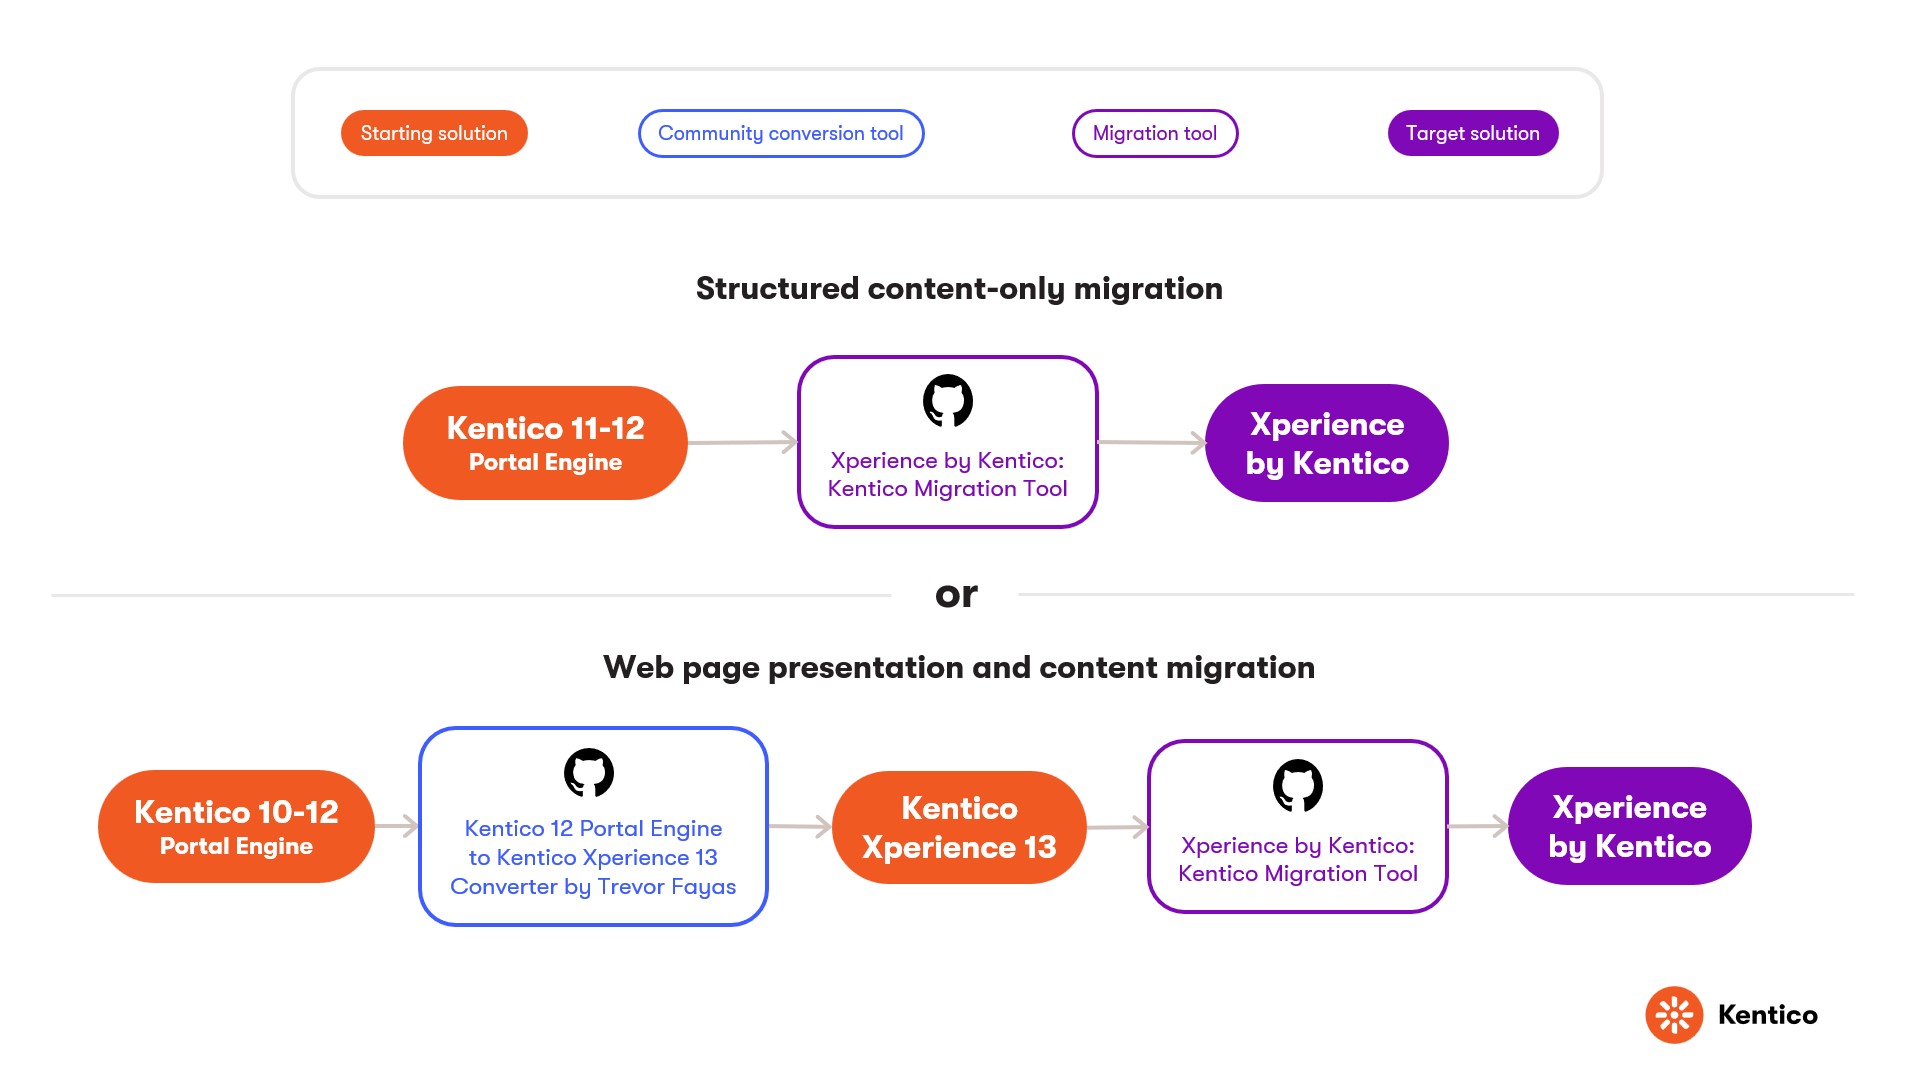 Starting solution
Community conversion tool
Migration tool
Target solution
Structured content-only migration
Kentico 11-12
Portal Engine
Xperience by Kentico:
Kentico Migration Tool
Xperience
by Kentico
or
Web page presentation and content migration
Kentico 10-12
Portal Engine
Kentico 12 Portal Engine
to Kentico Xperience 13
Converter by Trevor Fayas
Kentico
Xperience 13
Xperience by Kentico:
Kentico Migration Tool
Xperience
by Kentico
Kentico